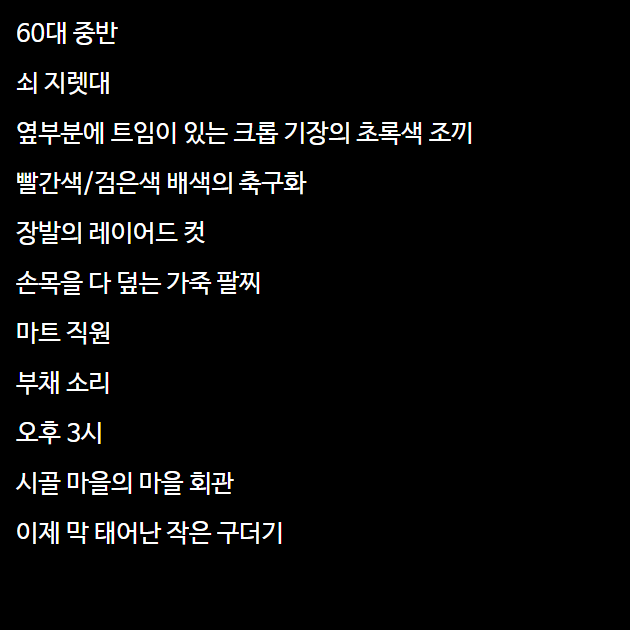 60대 중반
쇠 지렛대
옆부분에 트임이 있는 크롭 기장의 초록색 조끼
빨간색/검은색 배색의 축구화
장발의 레이어드 컷
손목을 다 덮는 가죽 팔찌
마트 직원
부채 소리
오후 3시
시골 마을의 마을 회관
이제 막 태어난 작은 구더기